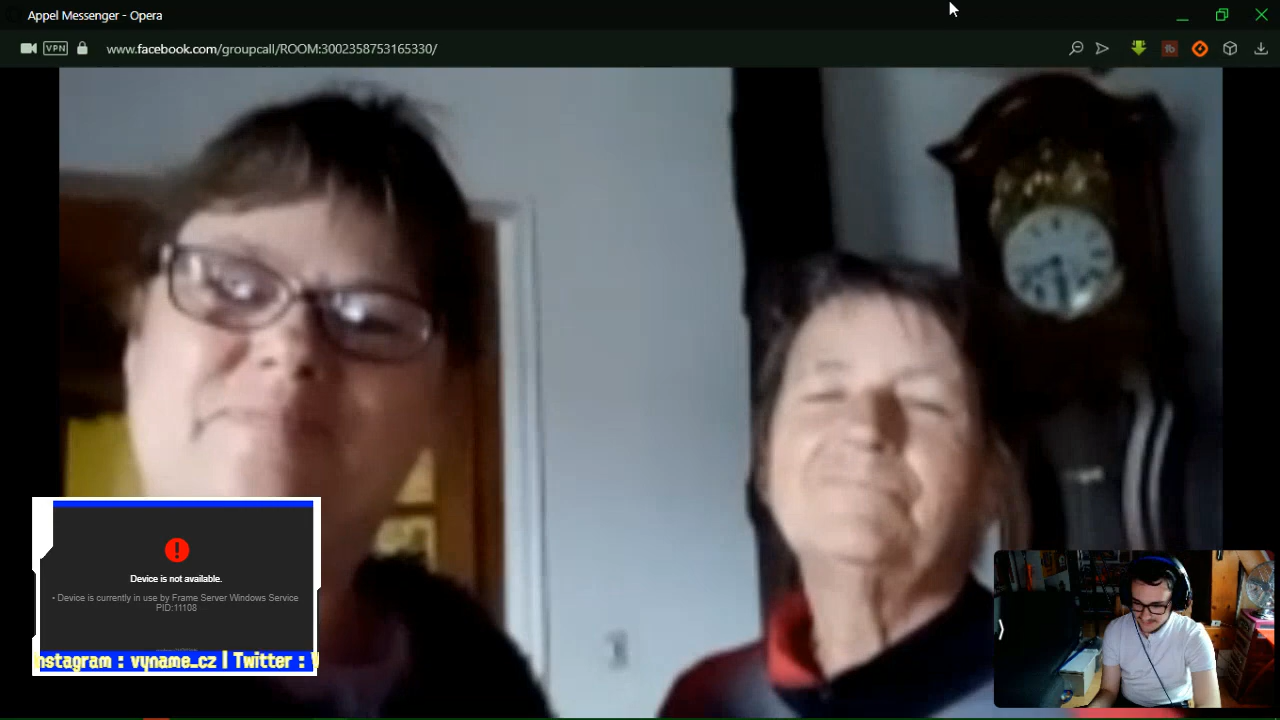 Appel Messenger - Opera
VPN
www.facebook.com/groupcall/ROOM:3002358753165330/
Device is not available.
• Device is currently in use by Frame Server Windows Service
PID:11108
nstagram : vyname_cz | Twitter : V